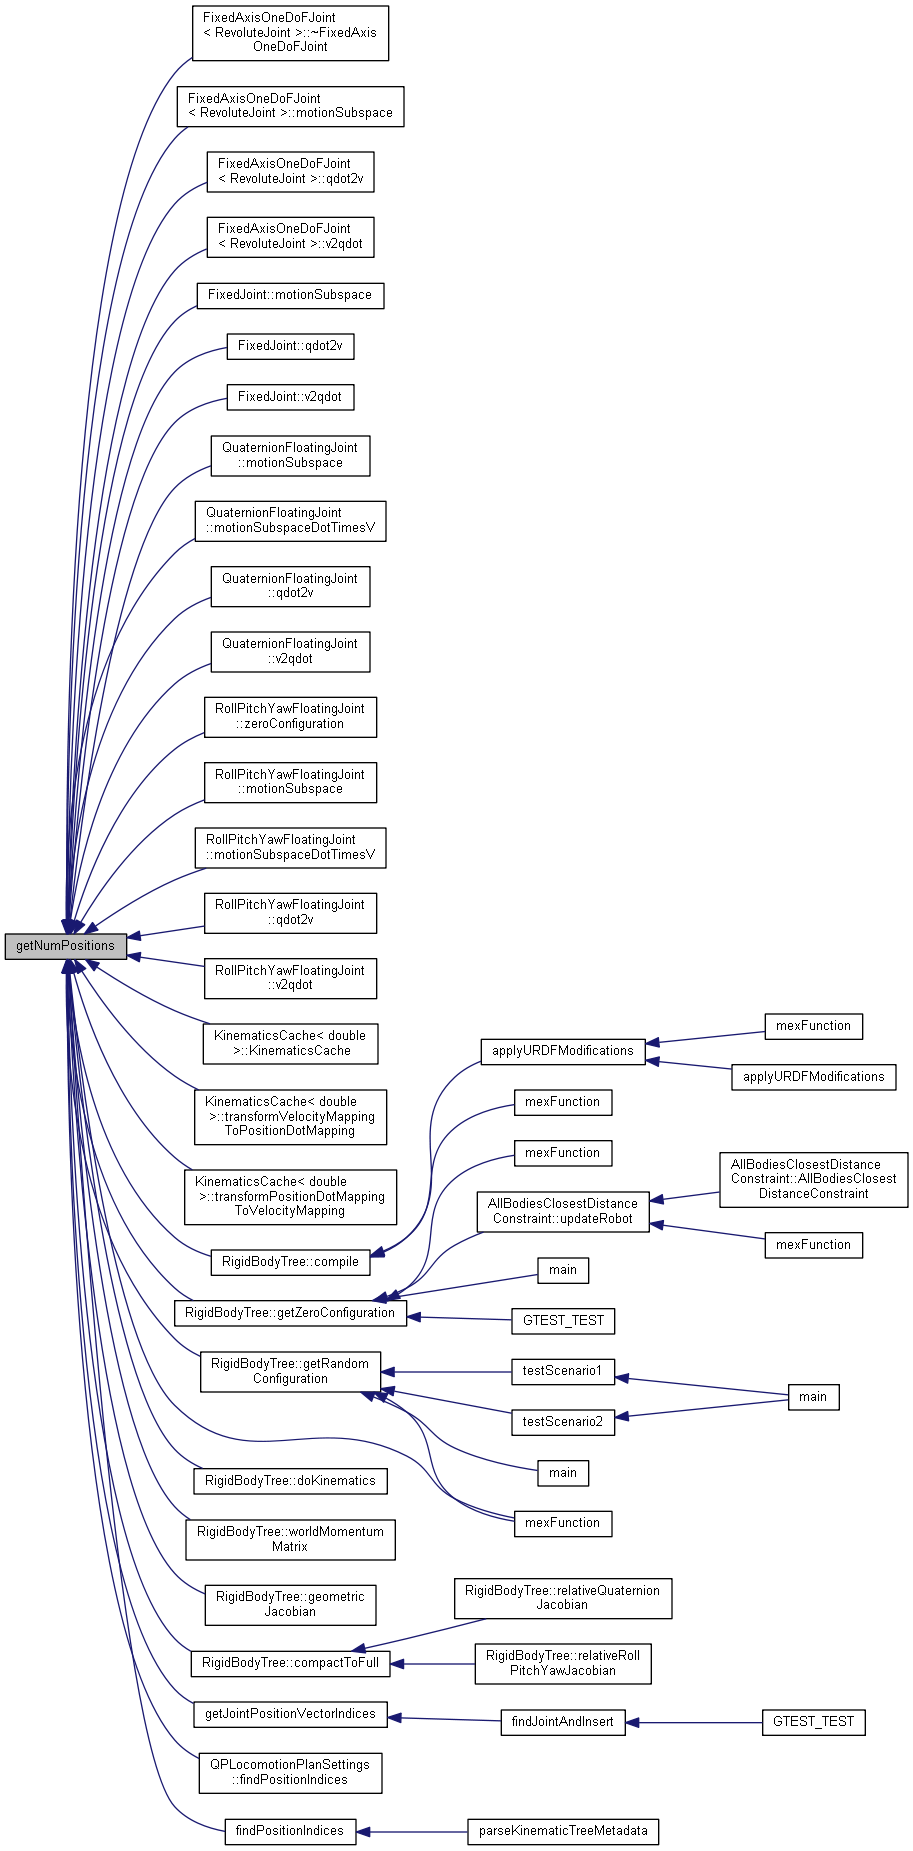 FixedAxisOneDoFJoint
< RevoluteJoint >::~FixedAxis
OneDoFJoint
FixedAxisOneDoFJoint
< RevoluteJoint >::motionSubspace
FixedAxisOneDoFJoint
< RevoluteJoint >::qdot2v
FixedAxisOneDoFJoint
< RevoluteJoint >::v2qdot
FixedJoint::motionSubspace
FixedJoint::qdot2v
FixedJoint::v2qdot
QuaternionFloatingJoint
::motionSubspace
QuaternionFloatingJoint
::motionSubspaceDotTimesV
QuaternionFloatingJoint
::qdot2v
QuaternionFloatingJoint
::v2qdot
RollPitchYawFloatingJoint
::zeroConfiguration
RollPitchYawFloatingJoint
::motionSubspace
RollPitchYawFloatingJoint
::motionSubspaceDotTimesV
RollPitchYawFloatingJoint
::qdot2v
getNumPositions
RollPitchYawFloatingJoint
::v2qdot
KinematicsCache< double
>::KinematicsCache
KinematicsCache< double
>::transformVelocityMapping
ToPositionDotMapping
KinematicsCache< double
>::transformPositionDotMapping
ToVelocityMapping
RigidBodyTree::compile
applyURDFModifications
mexFunction
applyURDFModifications
mexFunction
mexFunction
AllBodiesClosestDistance
Constraint::updateRobot
AllBodiesClosestDistance
Constraint::AllBodiesClosest
DistanceConstraint
mexFunction
RigidBodyTree::getZeroConfiguration
main
GTEST_TEST
RigidBodyTree::getRandom
Configuration
testScenario1
testScenario2
main
main
mexFunction
RigidBodyTree::doKinematics
RigidBodyTree::worldMomentum
Matrix
RigidBodyTree::geometric
Jacobian
RigidBodyTree::compactToFull
RigidBodyTree::relativeQuaternion
Jacobian
RigidBodyTree::relativeRoll
PitchYawJacobian
getJointPositionVectorIndices
findJointAndInsert
GTEST_TEST
QPLocomotionPlanSettings
::findPositionIndices
findPositionIndices
parseKinematicTreeMetadata